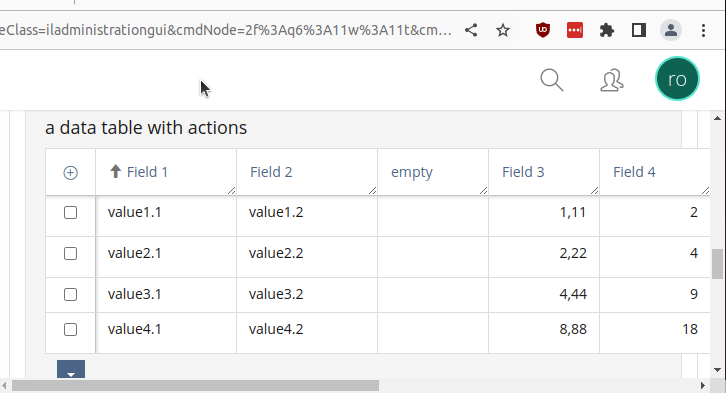 eClass=iladministrationgui&cmdNode=2f%3Aq6%3A11w%3A11t&cm…
ro
a data table with actions
Field 1 Field 2 empty Field 3 Field 4
value1.1 value1.2 1,11 2
value2.1 value2.2 2,22 4
value3.1 value3.2 4,44 9
value4.1 value4.2 8,88 18